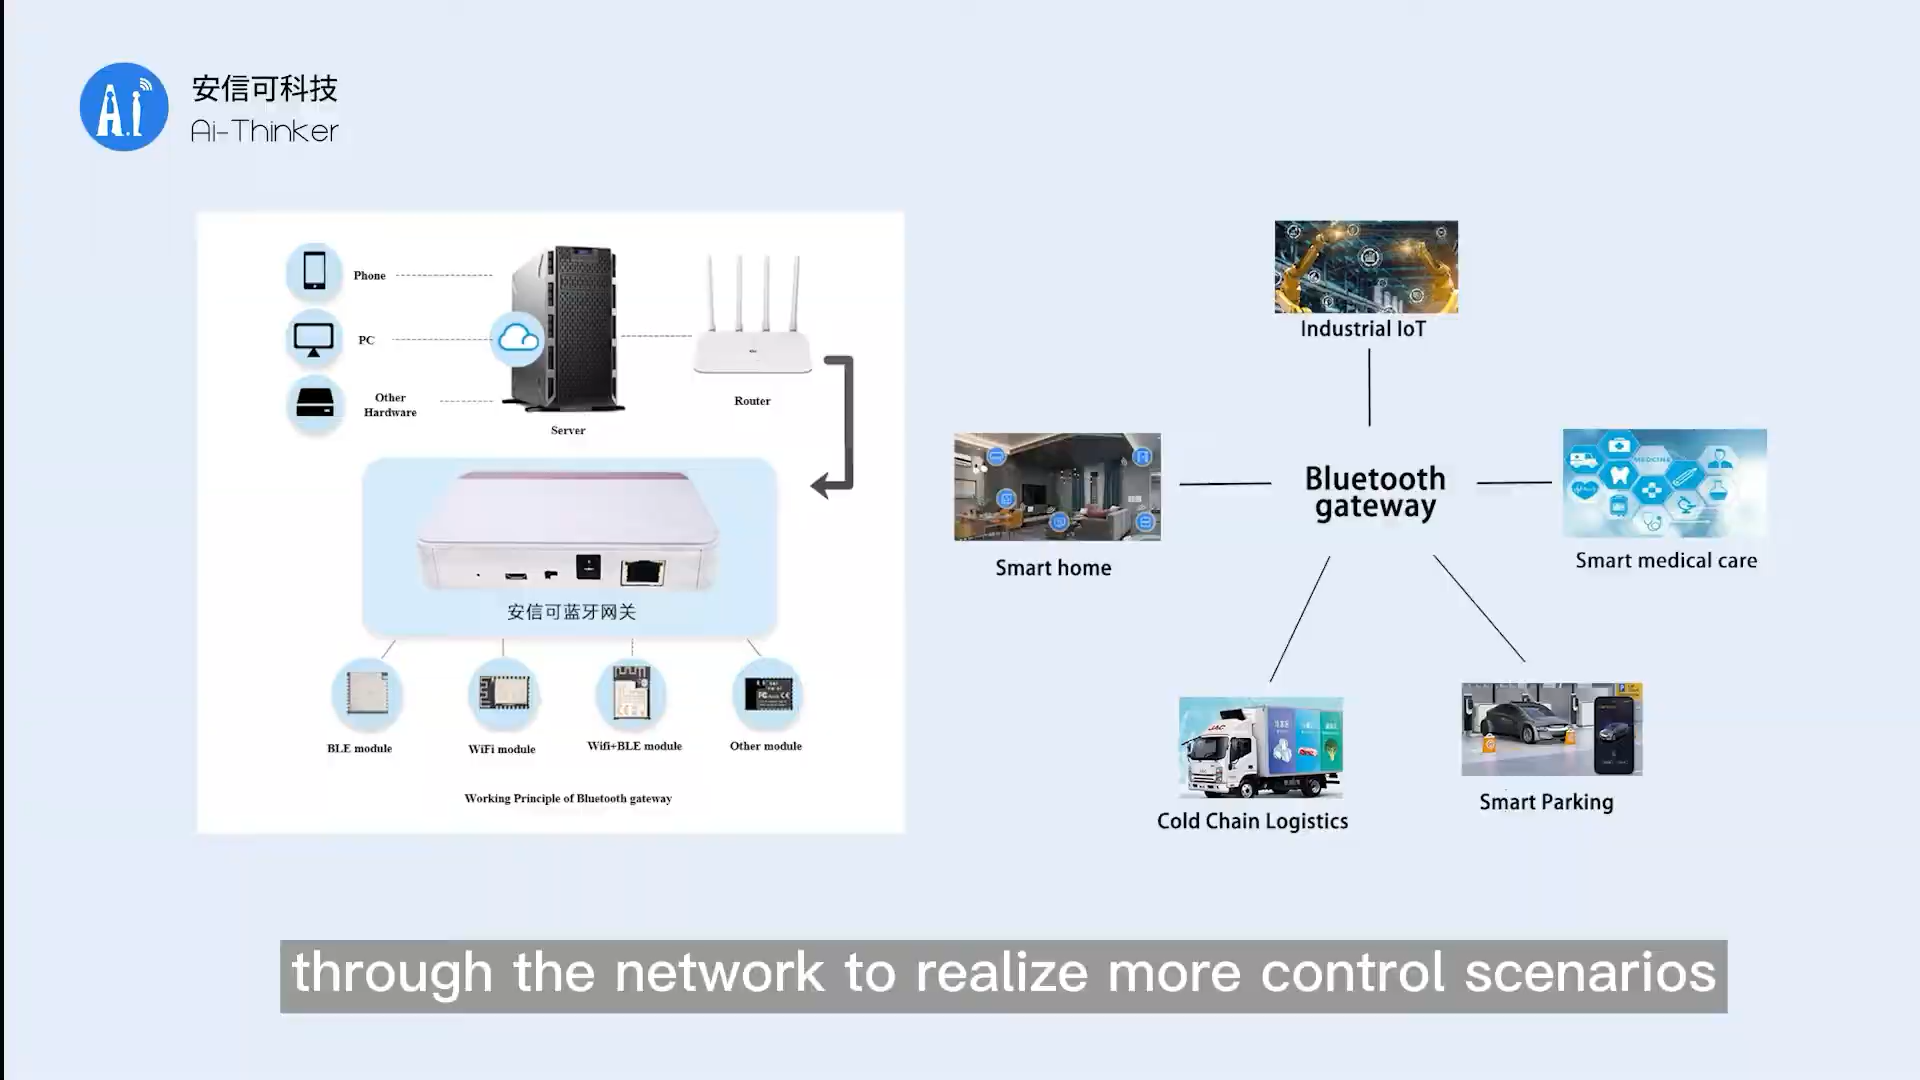 安信可科技
Ai-Thinker
Phone
PC
Other
Hardware
Server
Router
安信可蓝牙网关
BLE module
WiFi module
Wifi+BLE module
Other module
Working Principle of Bluetooth gateway
Industrial IoT
Smart home
Bluetooth
gateway
MEDICINE
Smart medical care
JAC
Cold Chain Logistics
Smart Parking
through the network to realize more control scenarios